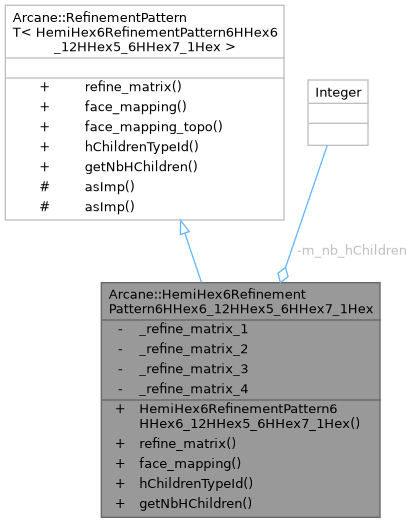 Arcane::RefinementPattern
T< HemiHex6RefinementPattern6HHex6
_12HHex5_6HHex7_1Hex >
+ refine_matrix()
+ face_mapping()
+ face_mapping_topo()
+ hChildrenTypeId()
+ getNbHChildren()
# asImp()
# asImp()
Integer
-m_nb_hChildren
Arcane::HemiHex6Refinement
Pattern6HHex6_12HHex5_6HHex7_1Hex
- _refine_matrix_1
- _refine_matrix_2
- _refine_matrix_3
- _refine_matrix_4
+ HemiHex6RefinementPattern6
HHex6_12HHex5_6HHex7_1Hex()
+ refine_matrix()
+ face_mapping()
+ hChildrenTypeId()
+ getNbHChildren()